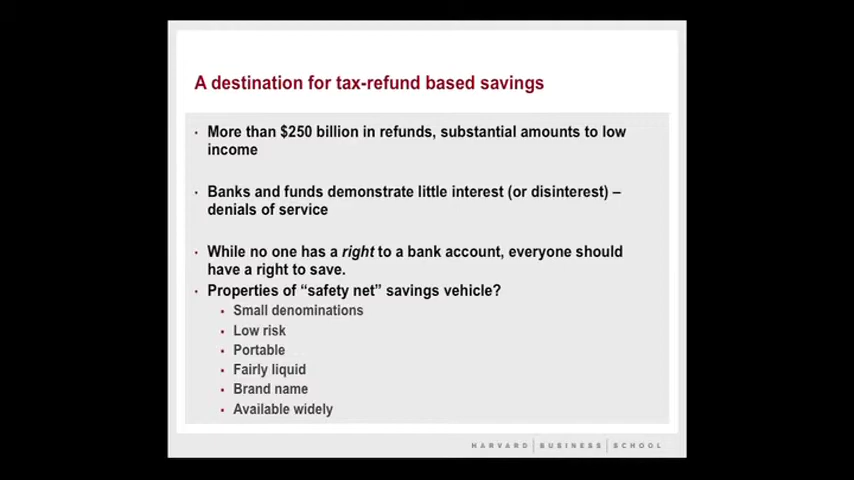 A destination for tax-refund based savings
· More than $250 billion in refunds, substantial amounts to low
income
· Banks and funds demonstrate little interest (or disinterest) –
denials of service
· While no one has a right to a bank account, everyone should
have a right to save.
· Properties of “safety net” savings vehicle?
▪ Small denominations
▪ Low risk
▪ Portable
▪ Fairly liquid
▪ Brand name
▪ Available widely
HARVARD | BUSINESS | SCHOOL